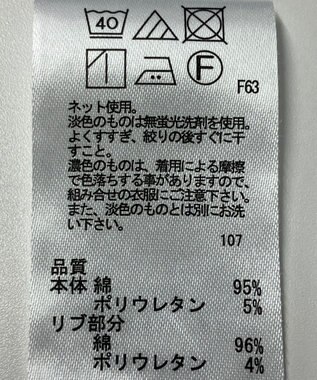 40
F
F63
ネット使用。
淡色のものは無蛍光洗剤を使用。
よくすすぎ、絞りの後すぐに干
すこと。
濃色のものは、着用による摩擦
で色落ちする事がありますので、
組み合せの衣服にご注意下さい。
また、淡色のものとは別にお洗
い下さい。
107
品質
本体 綿 95%
ポリウレタン 5%
リブ部分
綿 96%
ポリウレタン 4%